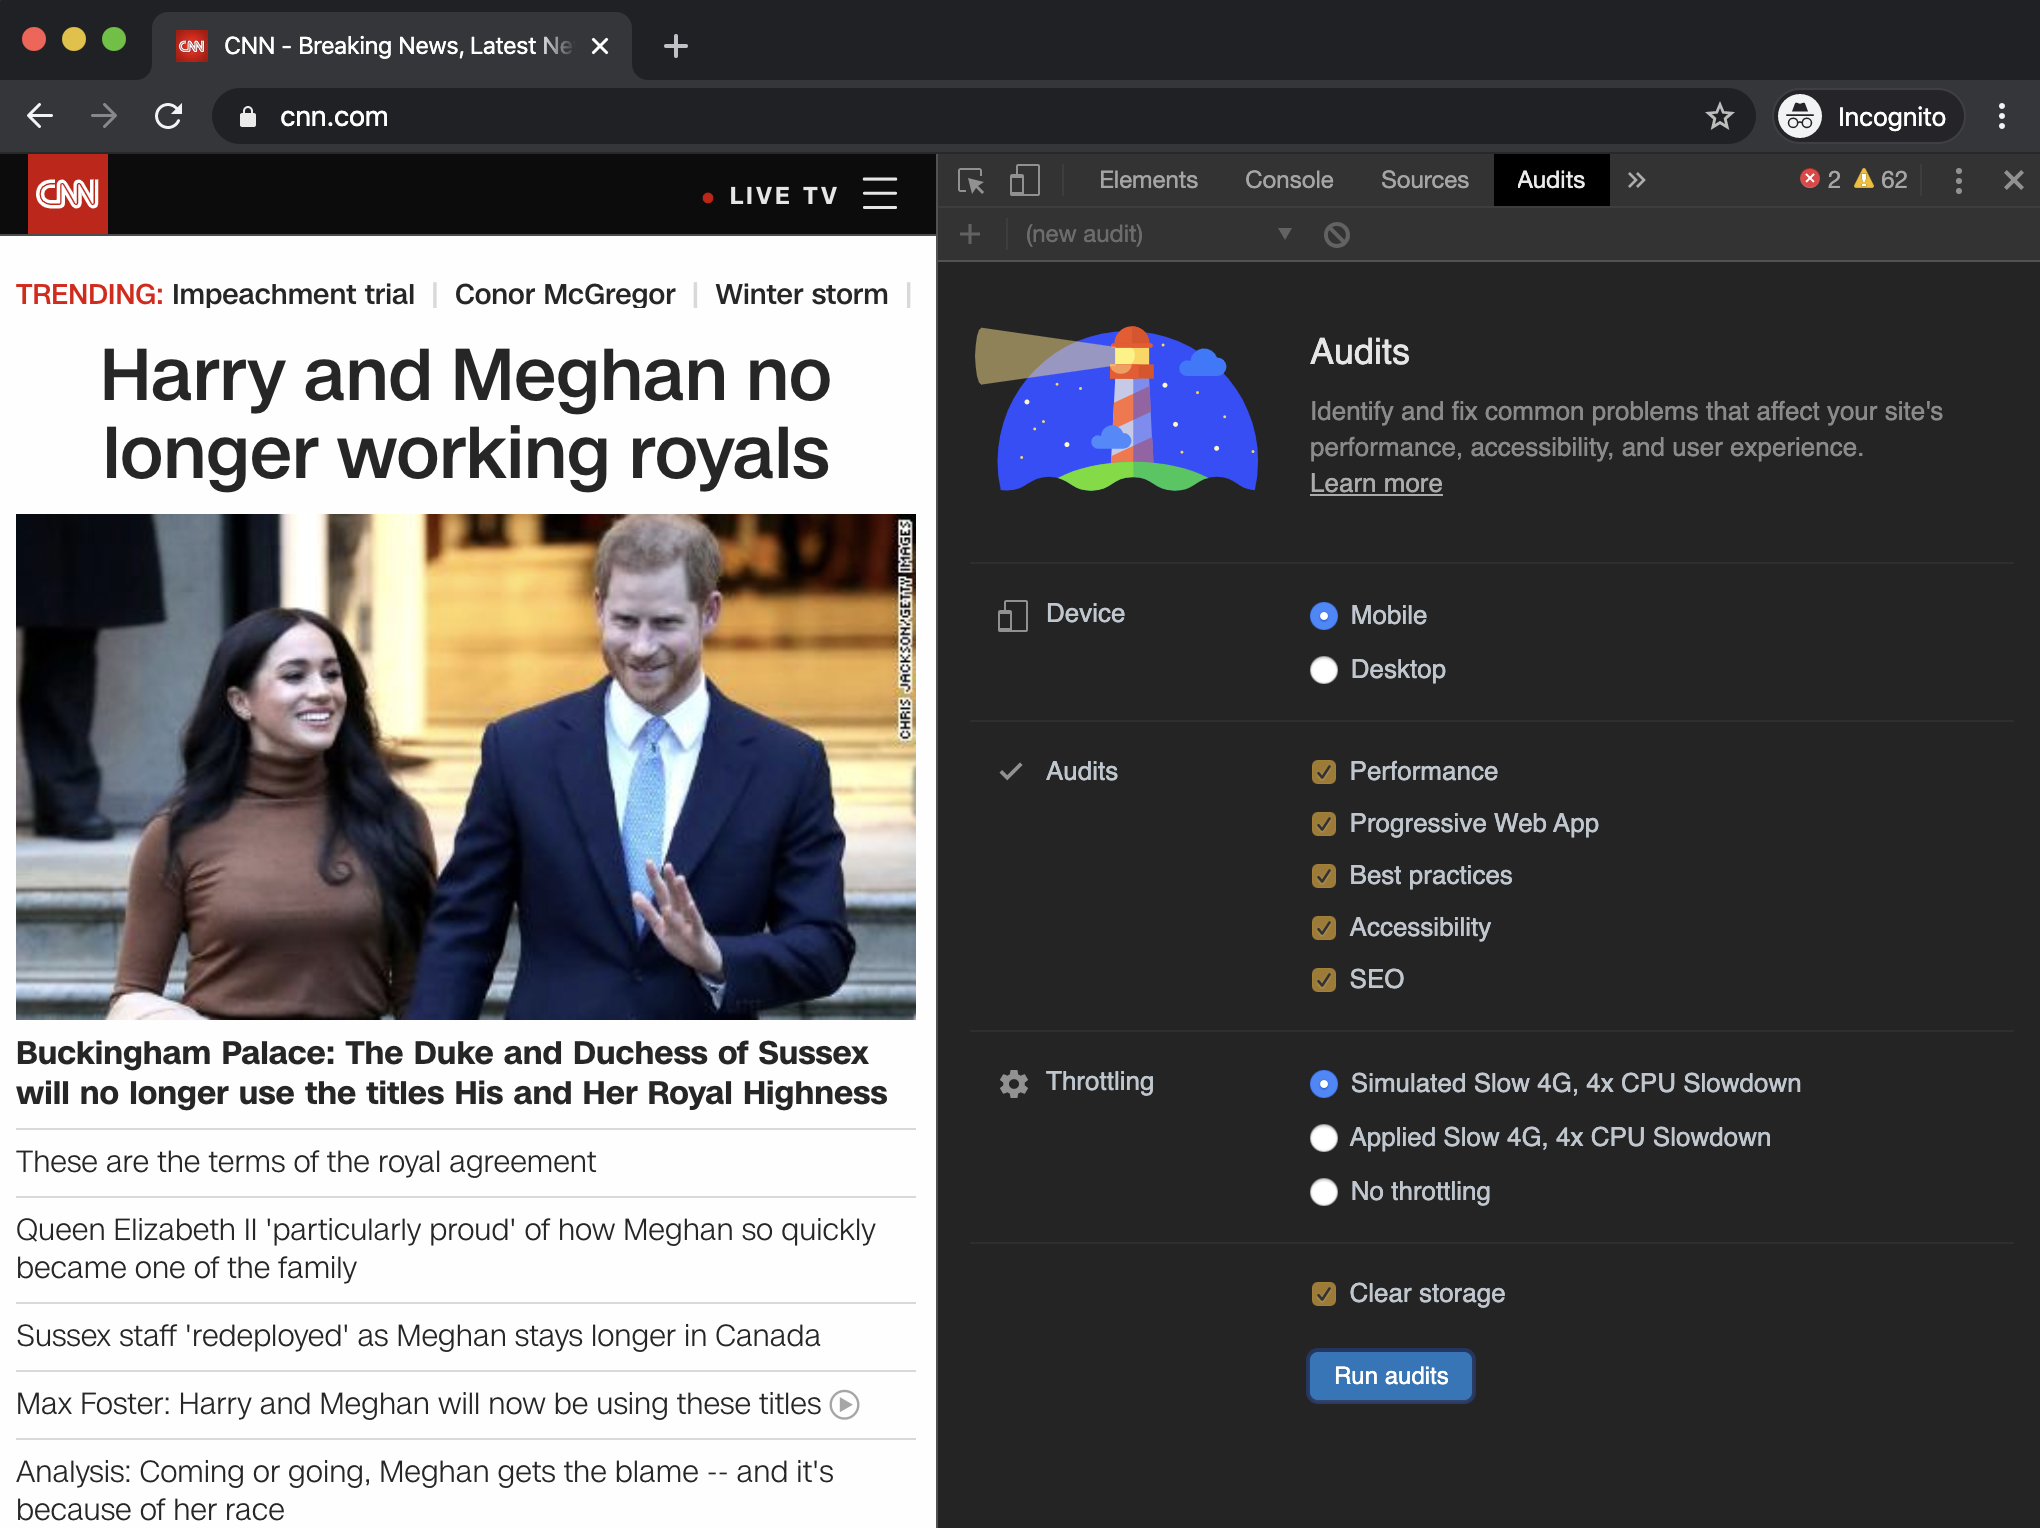 CNN
CNN - Breaking News, Latest Ne
cnn.com
Incognito
CNN
LIVE TV
TRENDING: Impeachment trial | Conor McGregor | Winter storm |
Harry and Meghan no
longer working royals
CHRIS JACKSON/GETTY IMAGES
Buckingham Palace: The Duke and Duchess of Sussex
will no longer use the titles His and Her Royal Highness
These are the terms of the royal agreement
Queen Elizabeth II 'particularly proud' of how Meghan so quickly
became one of the family
Sussex staff 'redeployed' as Meghan stays longer in Canada
Max Foster: Harry and Meghan will now be using these titles
Analysis: Coming or going, Meghan gets the blame -- and it's
because of her race
Elements Console Sources Audits » 2 62
(new audit)
Audits
Identify and fix common problems that affect your site's
performance, accessibility, and user experience.
Learn more
Device
Mobile
Desktop
Audits
Performance
Progressive Web App
Best practices
Accessibility
SEO
Throttling
Simulated Slow 4G, 4x CPU Slowdown
Applied Slow 4G, 4x CPU Slowdown
No throttling
Clear storage
Run audits